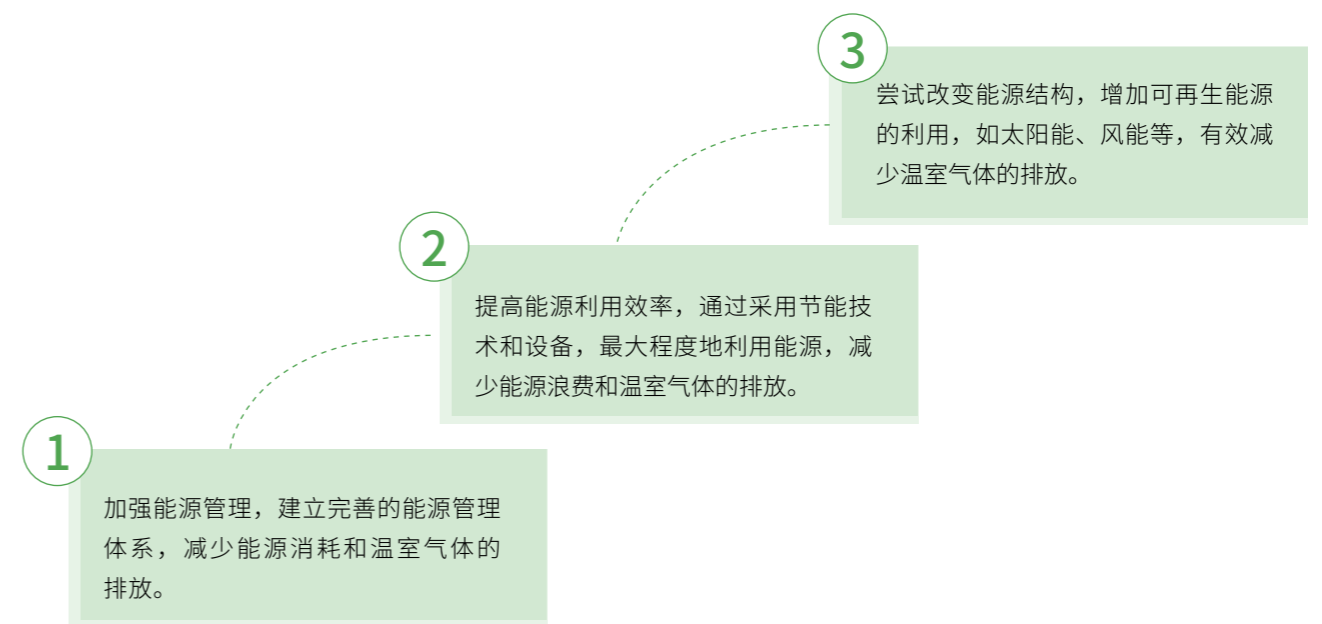 1
加强能源管理，建立完善的能源管理
体系，减少能源消耗和温室气体的
排放。
2
提高能源利用效率，通过采用节能技
术和设备，最大程度地利用能源，减
少能源浪费和温室气体的排放。
3
尝试改变能源结构，增加可再生能源
的利用，如太阳能、风能等，有效减
少温室气体的排放。